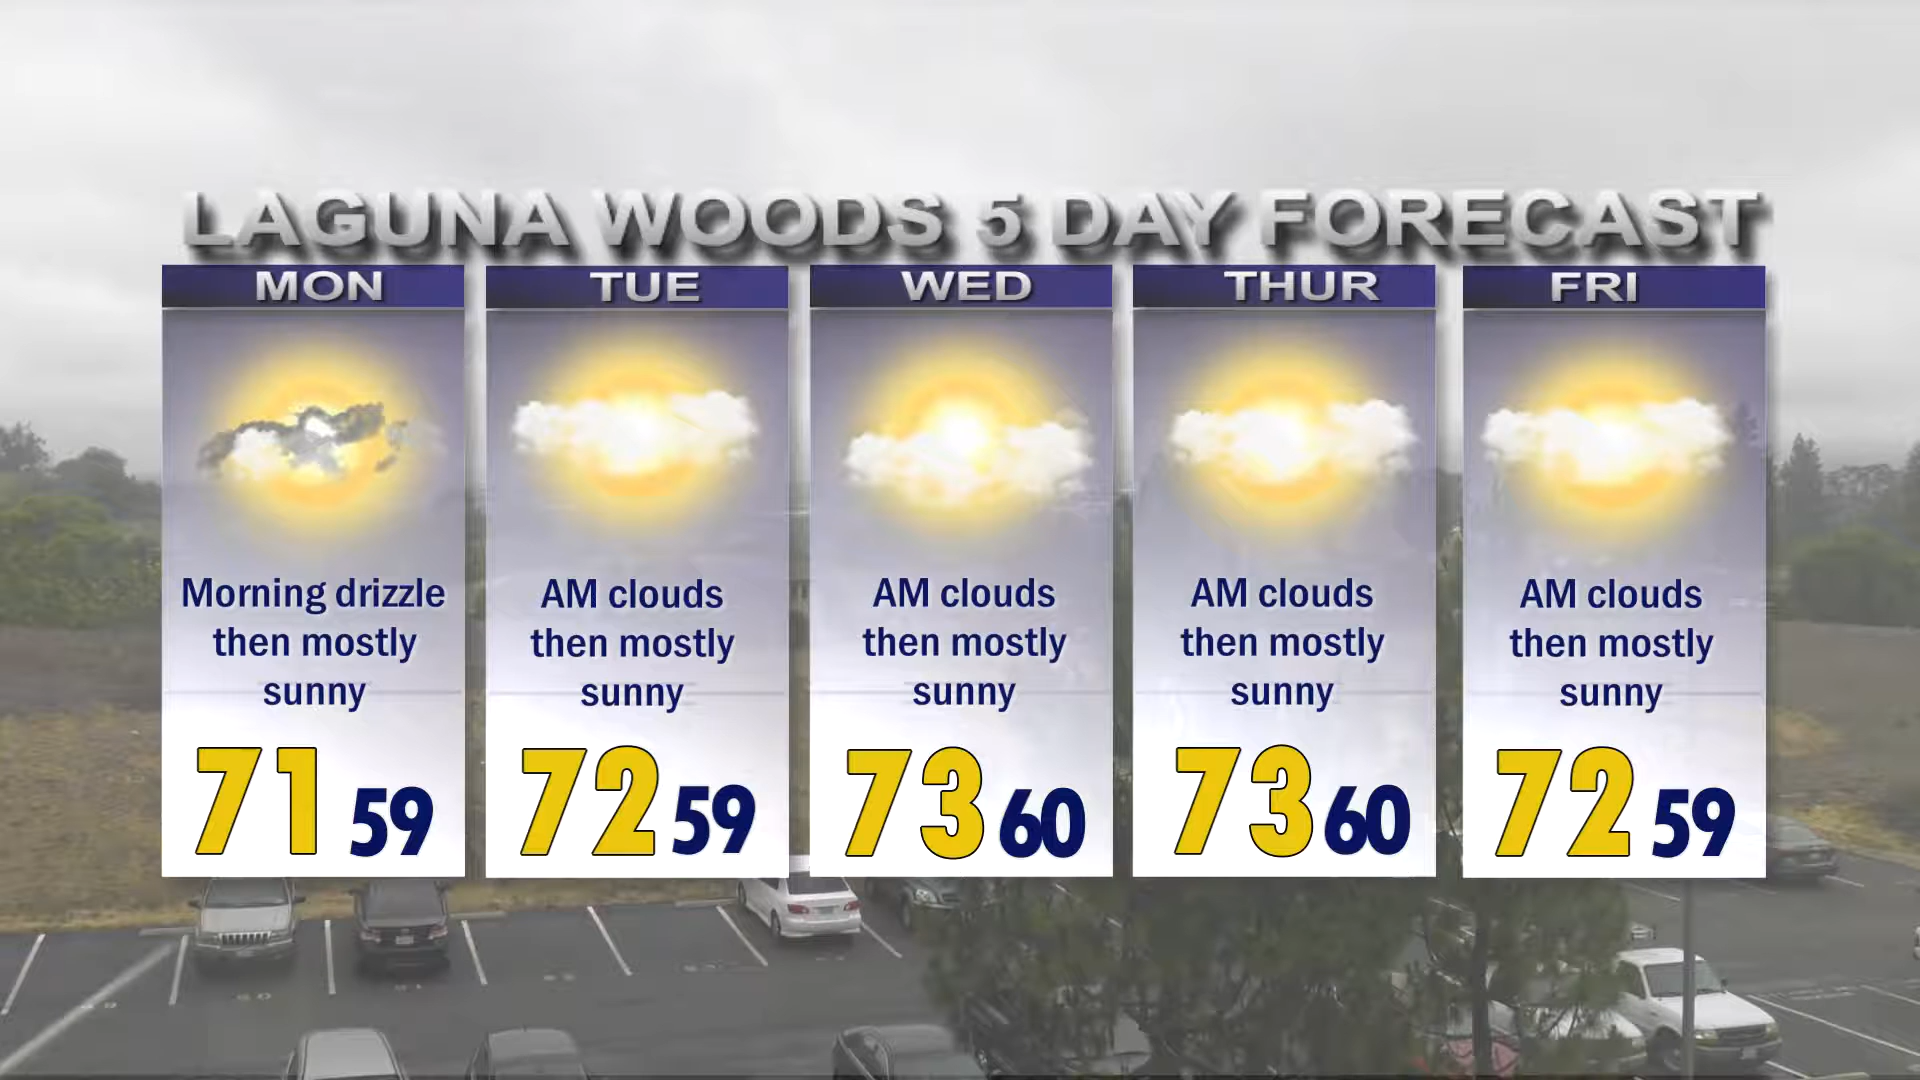 LAGUNA WOODS 5 DAY FORECAST
MON
Morning drizzle
then mostly
sunny
71 59
TUE
AM clouds
then mostly
sunny
72 59
WED
AM clouds
then mostly
sunny
73 60
THUR
AM clouds
then mostly
sunny
73 60
FRI
AM clouds
then mostly
sunny
72 59